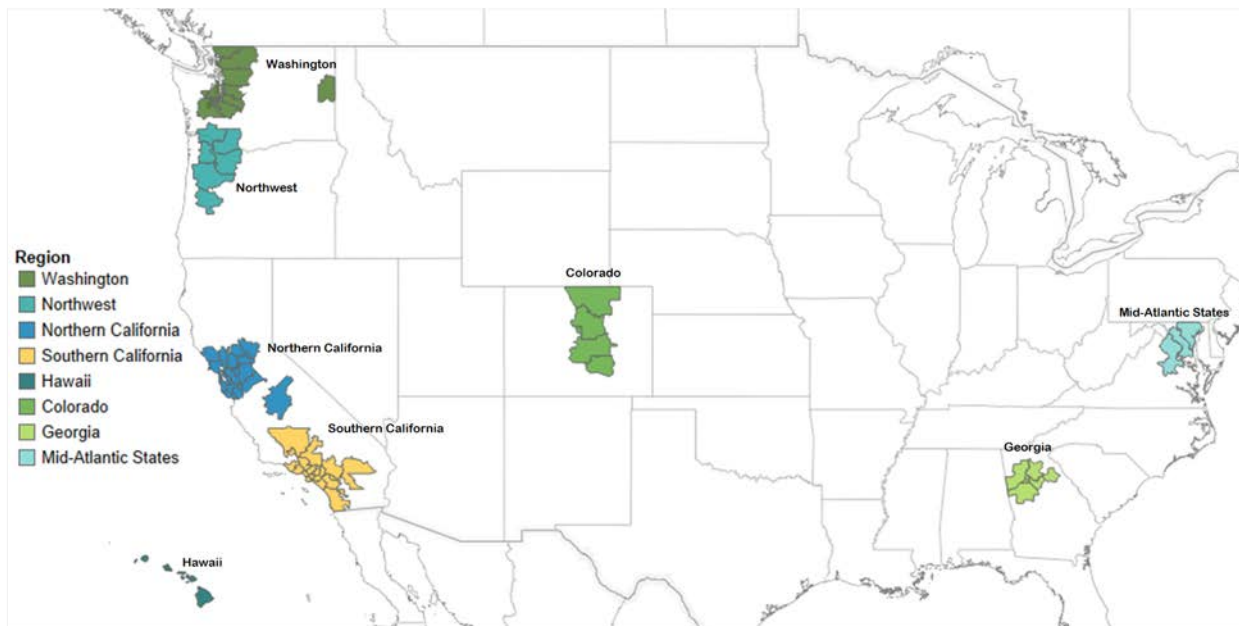 Washington
Northwest
Region
Washington
Northwest
Northern California
Southern California
Hawaii
Colorado
Georgia
Mid-Atlantic States
Colorado
Mid-Atlantic States
Northern California
Southern California
Georgia
Hawaii